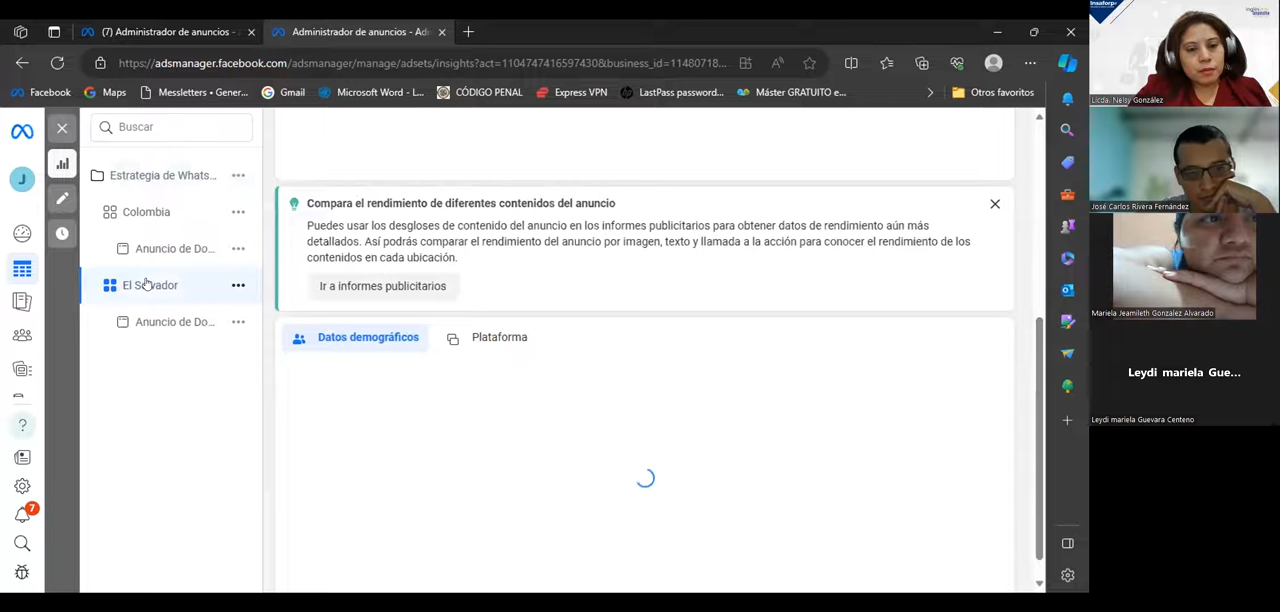 (7) Administrador de anuncios -
Administrador de anuncios - Adr
https://adsmanager.facebook.com/adsmanager/manage/adsets/insights?act=1104747416597430&business_id=11480718...
Facebook
Maps
Messletters • Gener...
Gmail
Microsoft Word - L...
CÓDIGO PENAL
Express VPN
LastPass password...
Máster GRATUITO e...
Otros favoritos
Buscar
Estrategia de Whats...
Colombia
Anuncio de Do...
El Salvador
Anuncio de Do...
J
7
Compara el rendimiento de diferentes contenidos del anuncio
Puedes usar los desgloses de contenido del anuncio en los informes publicitarios para obtener datos de rendimiento aún más
detallados. Así podrás comparar el rendimiento del anuncio por imagen, texto y llamada a la acción para conocer el rendimiento de los
contenidos en cada ubicación.
Ir a informes publicitarios
Datos demográficos
Plataforma
Insaforp
Licda. Nelsy González
José Carlos Rivera Fernández
Mariela Jeamileth Gonzalez Alvarado
Leydi mariela Gue...
Leydi mariela Guevara Centeno